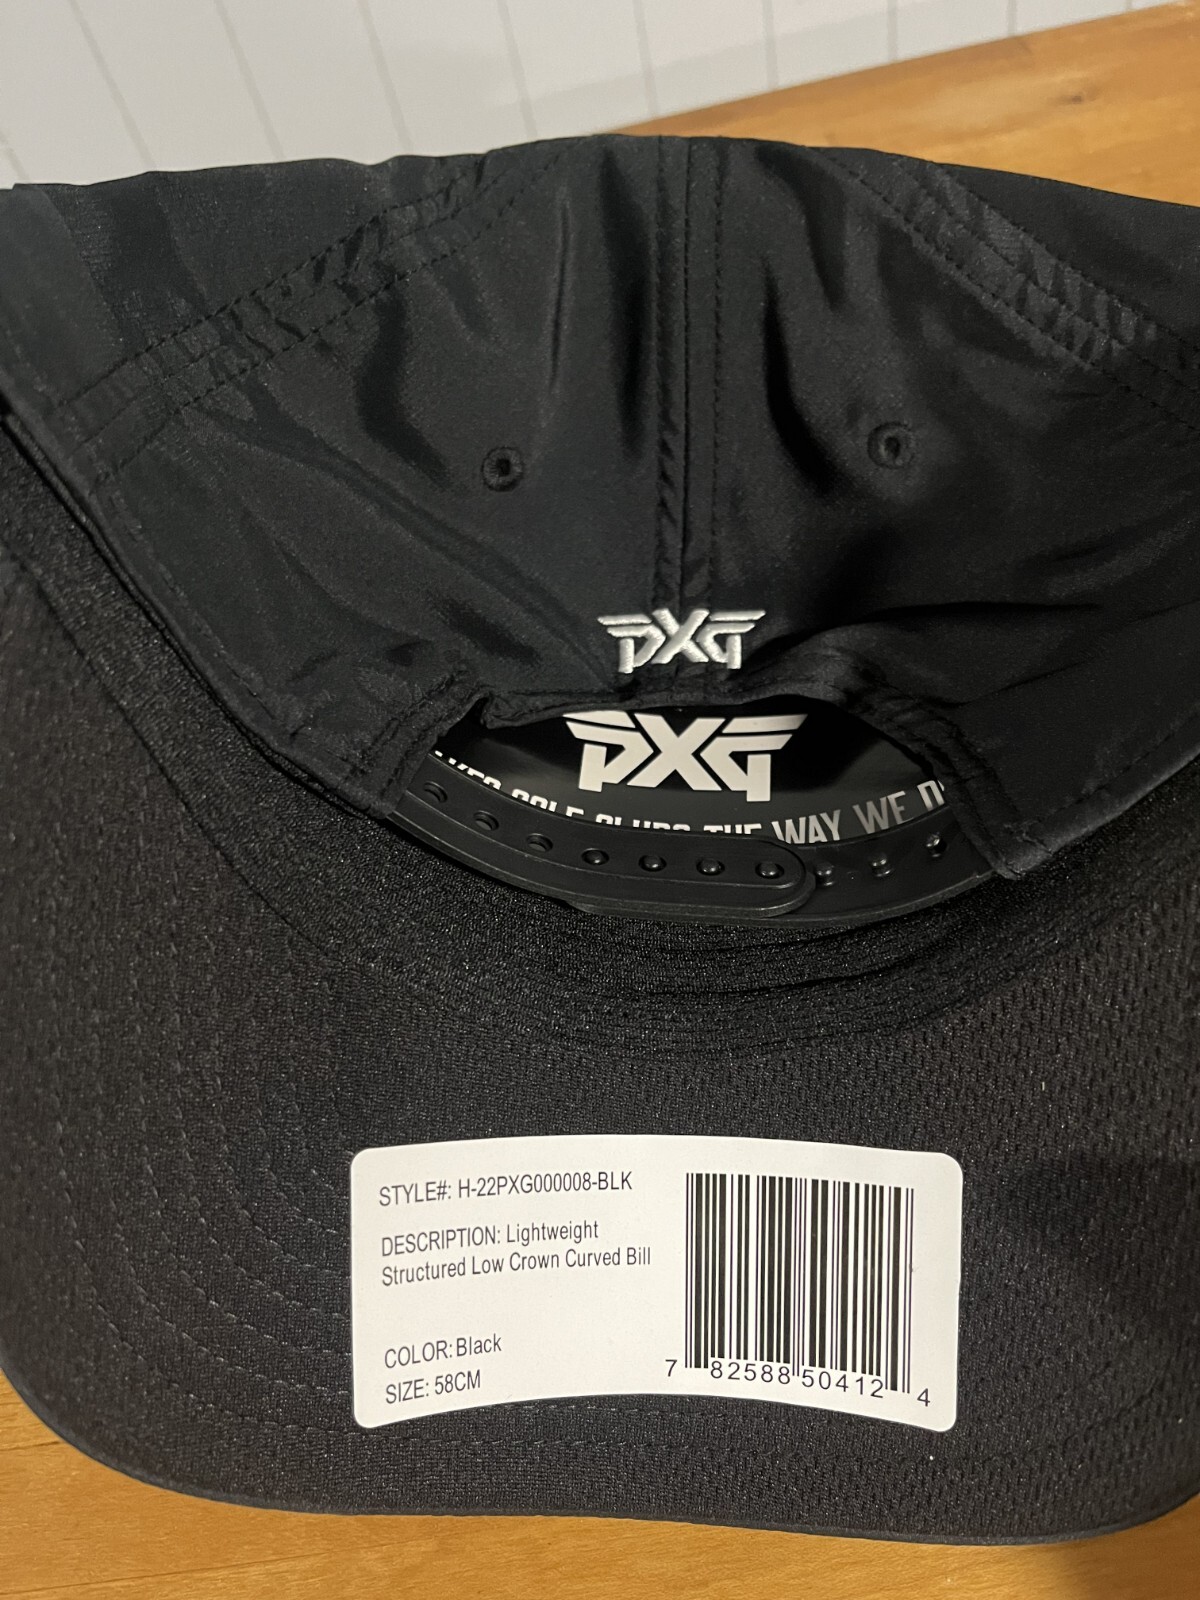 PXG
PXG
THE WAY WE
STYLE#: H-22PXG000008-BLK
DESCRIPTION: Lightweight
Structured Low Crown Curved Bill
COLOR: Black
SIZE: 58CM
7 82588 50412 4